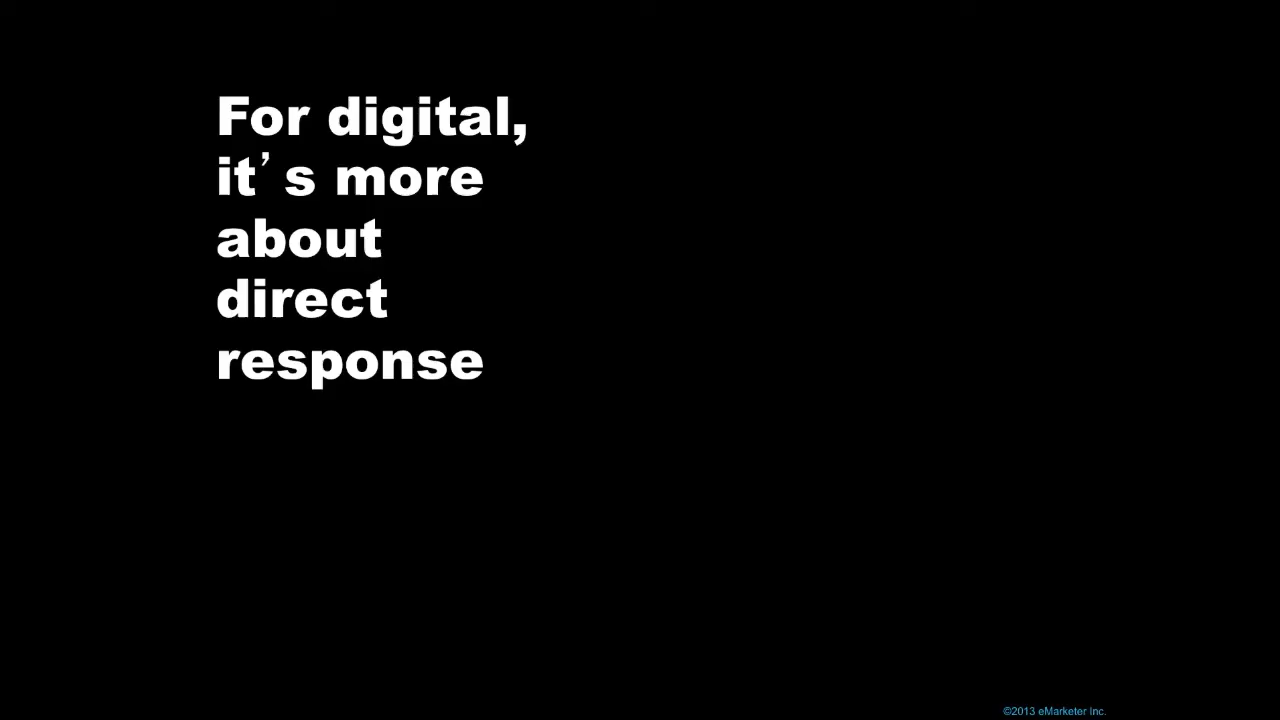 For digital,
it’s more
about
direct
response
©2013 eMarketer Inc.